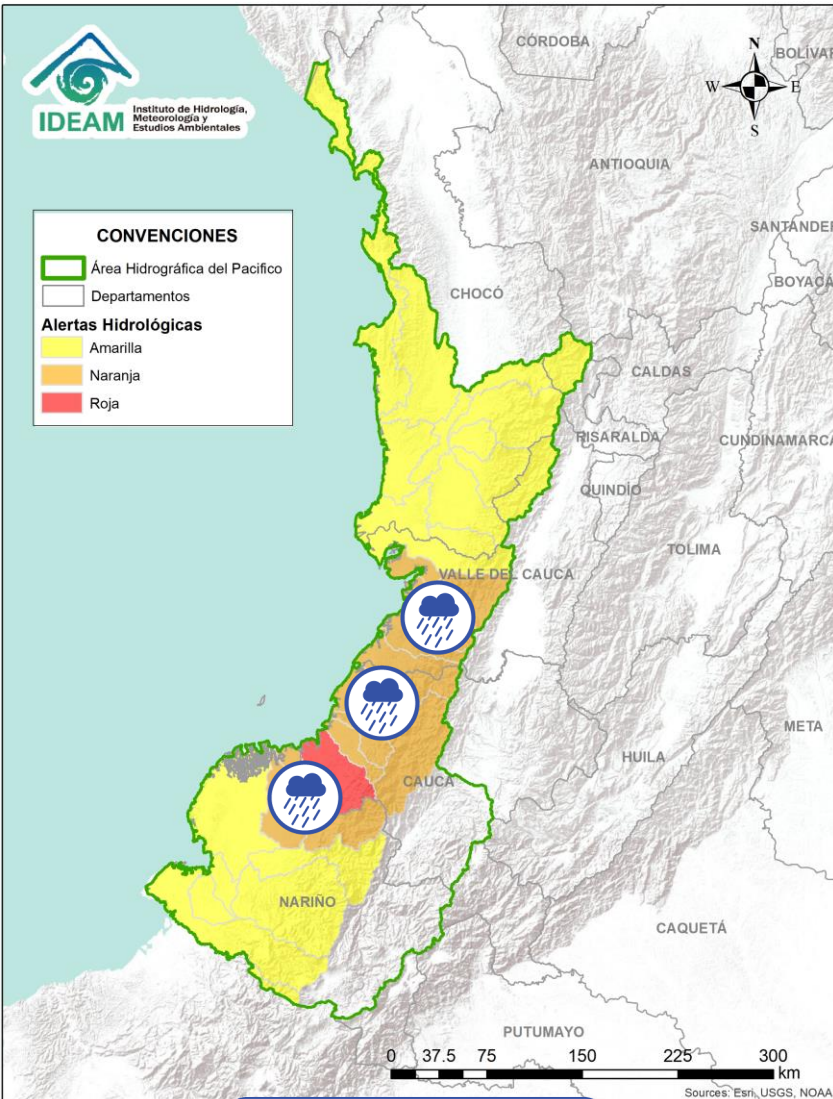 IDEAM
Instituto de Hidrología,
Meteorología y
Estudios Ambientales
N
W E
S
CÓRDOBA
BOLÍVAR
ANTIOQUIA
SANTANDER
BOYACÁ
CHOCÓ
CALDAS
RISARALDA
CUNDINAMARCA
QUINDÍO
TOLIMA
VALLE DEL CAUCA
META
HUILA
CAUCA
NARIÑO
CAQUETÁ
PUTUMAYO
CONVENCIONES
Área Hidrográfica del Pacifico
Departamentos
Alertas Hidrológicas
Amarilla
Naranja
Roja
0 37.5 75 150 225 300
km
Sources: Esri, USGS, NOAA